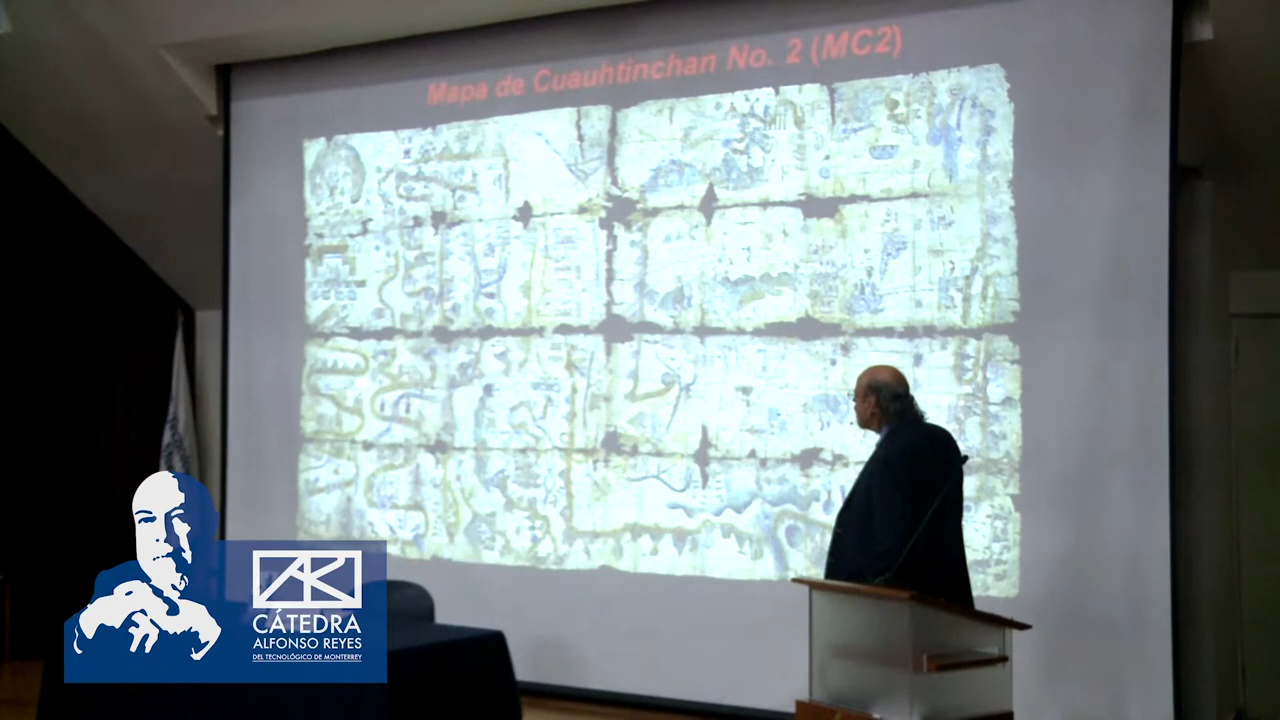 Mapa de Cuauhtinchan No. 2 (MC2)
CÁTEDRA
ALFONSO REYES
DEL TECNOLÓGICO DE MONTERREY